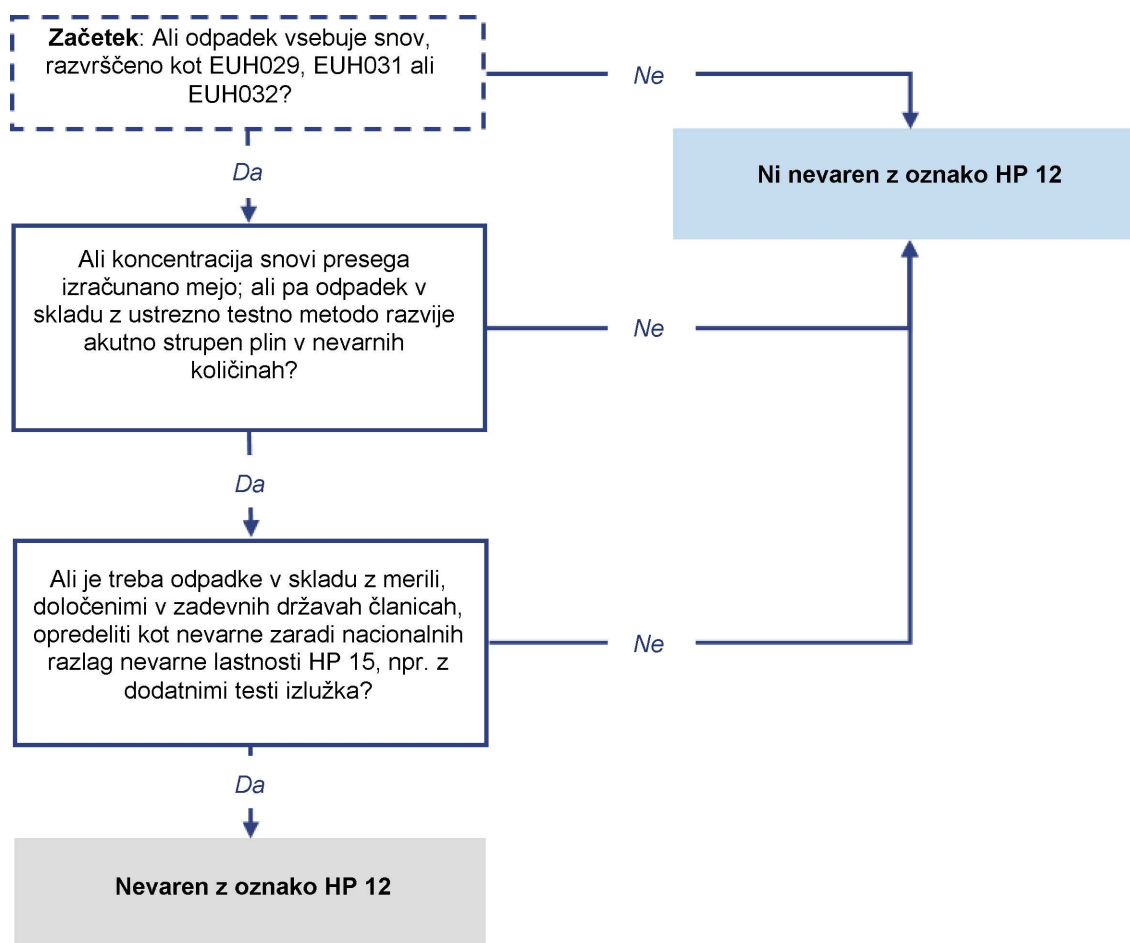 Začetek: Ali odpadek vsebuje snov,
razvrščeno kot EUH029, EUH031 ali
EUH032?
Ne
Da
Ni nevaren z oznako HP 12
Ali koncentracija snovi presega
izračunano mejo; ali pa odpadek v
skladu z ustrezno testno metodo razvije
akutno strupen plin v nevarnih
količinah?
Ne
Da
Ali je treba odpadke v skladu z merili,
določenimi v zadevnih državah članicah,
opredeliti kot nevarne zaradi nacionalnih
razlag nevarne lastnosti HP 15, npr. z
dodatnimi testi izlužka?
Ne
Da
Nevaren z oznako HP 12